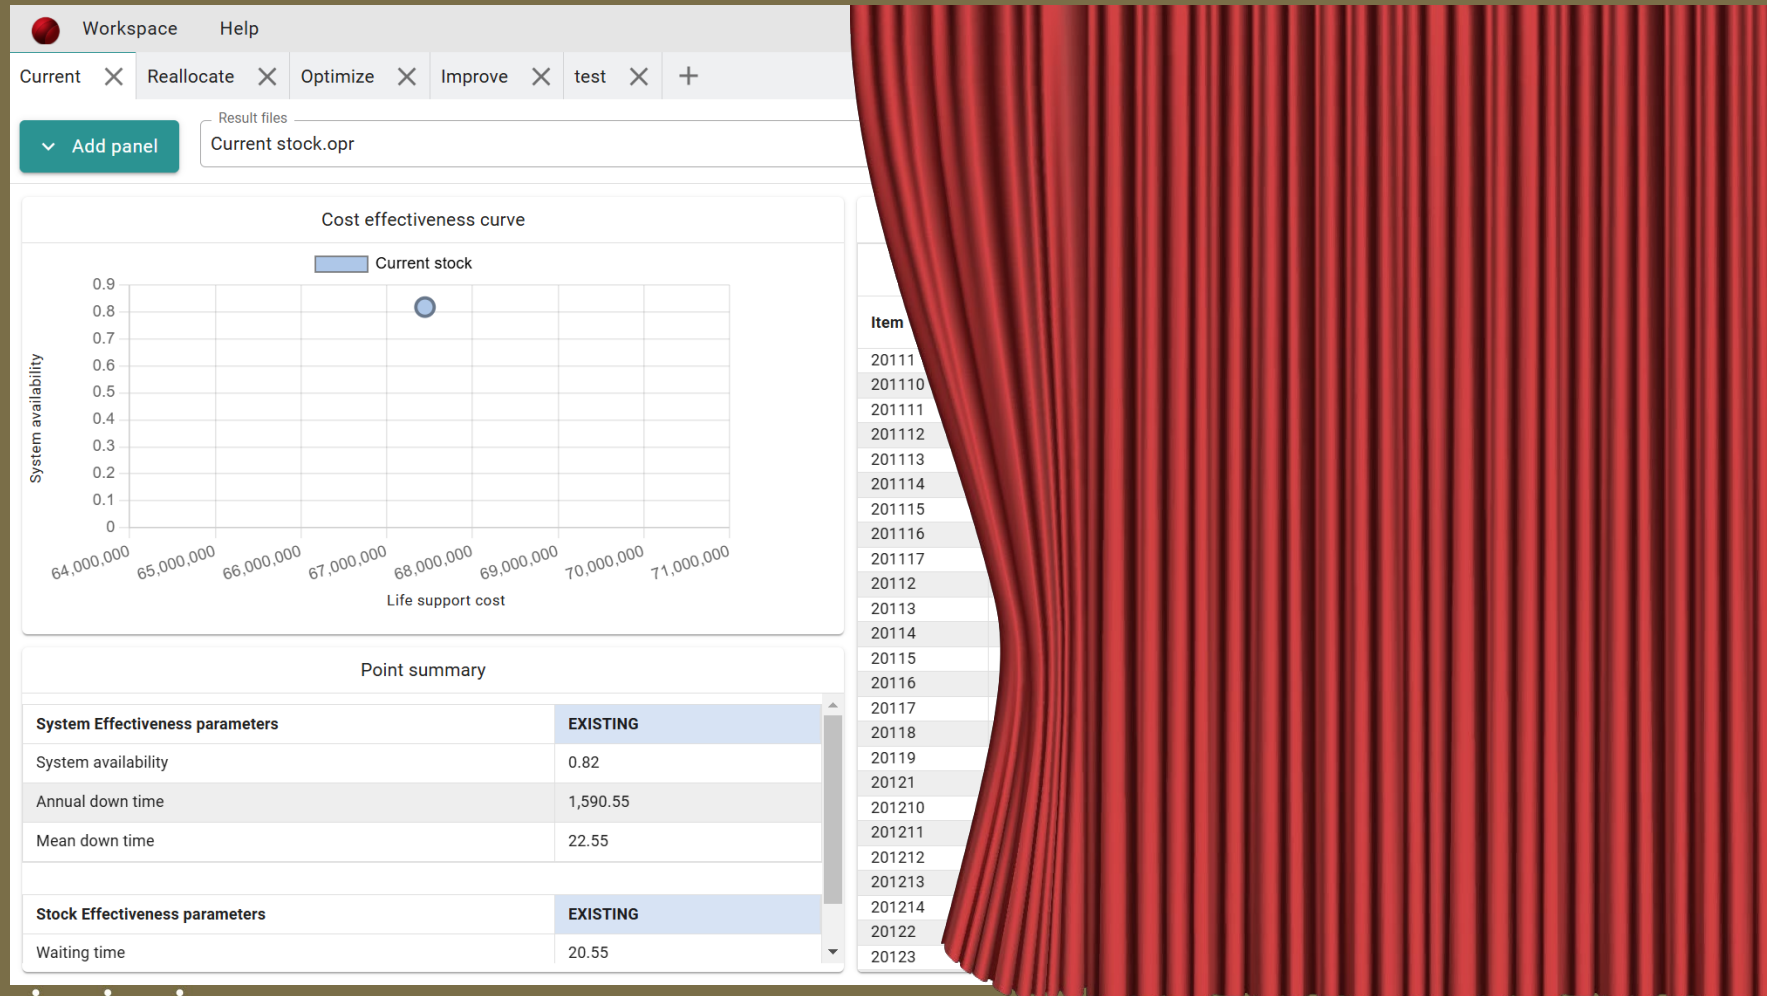 Workspace Help
Current Reallocate Optimize Improve test
Add panel
Result files
Current stock.opr
Cost effectiveness curve
Current stock
0.9
0.8
0.7
0.6
0.5
0.4
0.3
0.2
0.1
0
System availability
64,000,000 65,000,000 66,000,000 67,000,000 68,000,000 69,000,000 70,000,000 71,000,000
Life support cost
Point summary
System Effectiveness parameters EXISTING
System availability 0.82
Annual down time 1,590.55
Mean down time 22.55
Stock Effectiveness parameters EXISTING
Waiting time 20.55
Item
20111
201110
201111
201112
201113
201114
201115
201116
201117
20112
20113
20114
20115
20116
20117
20118
20119
20121
201210
201211
201212
201213
201214
20122
20123